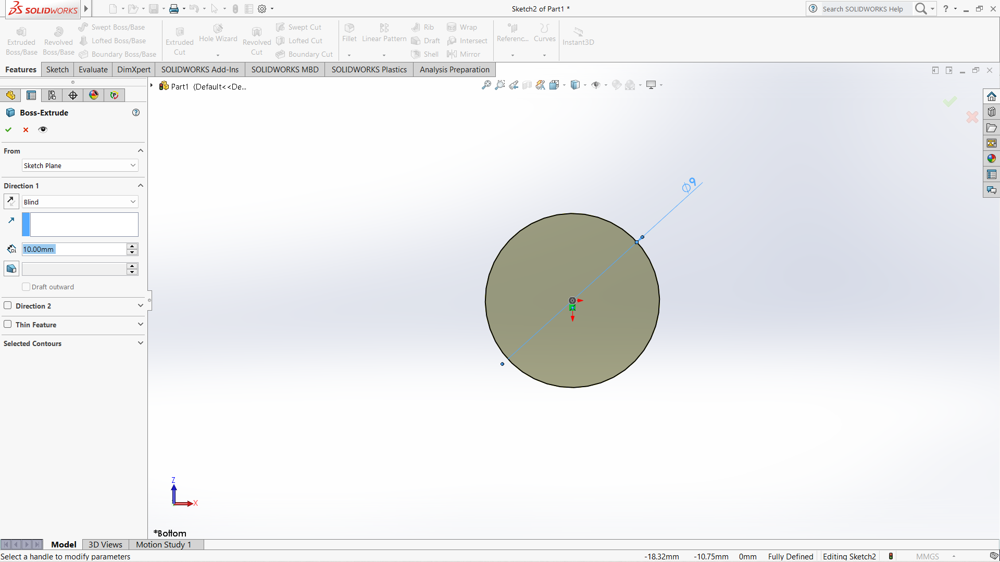 SOLIDWORKS
Sketch2 of Part1 *
Search SOLIDWORKS Help
?
Extruded Boss/Base
Revolved Boss/Base
Swept Boss/Base
Lofted Boss/Base
Boundary Boss/Base
Extruded Cut
Hole Wizard
Revolved Cut
Swept Cut
Lofted Cut
Boundary Cut
Fillet
Linear Pattern
Rib
Draft
Shell
Wrap
Intersect
Mirror
Referenc...
Curves
Instant3D
Features
Sketch
Evaluate
DimXpert
SOLIDWORKS Add-Ins
SOLIDWORKS MBD
SOLIDWORKS Plastics
Analysis Preparation
Part1 (Default<<De...
Boss-Extrude
From
Sketch Plane
Direction 1
Blind
D1
10.00mm
Draft outward
Direction 2
Thin Feature
Selected Contours
∅9
Z
X
*Bottom
Model
3D Views
Motion Study 1
Select a handle to modify parameters
-18.32mm
-10.75mm
0mm
Fully Defined
Editing Sketch2
MMGS